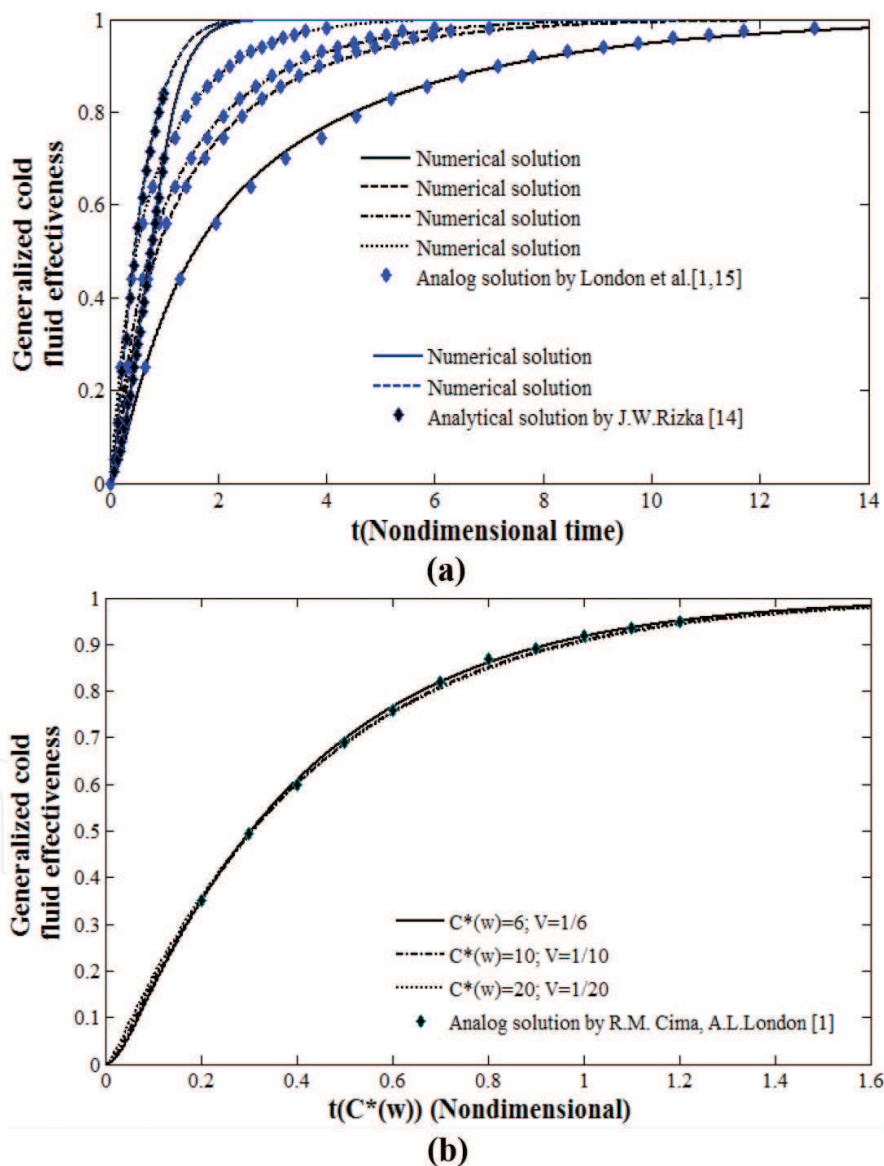 1
0.8
0.6
0.4
0.2
0
Generalized cold
fluid effectiveness
Numerical solution
Numerical solution
Numerical solution
Numerical solution
Analog solution by London et al.[1,15]
Numerical solution
Numerical solution
Analytical solution by J.W.Rizka [14]
0 2 4 6 8 10 12 14
t(Nondimensional time)
(a)
1
0.9
0.8
0.7
0.6
0.5
0.4
0.3
0.2
0.1
0
Generalized cold
fluid effectiveness
C*(w)=6; V=1/6
C*(w)=10; V=1/10
C*(w)=20; V=1/20
Analog solution by R.M. Cima, A.L.London [1]
0 0.2 0.4 0.6 0.8 1 1.2 1.4 1.6
t(C*(w)) (Nondimensional)
(b)